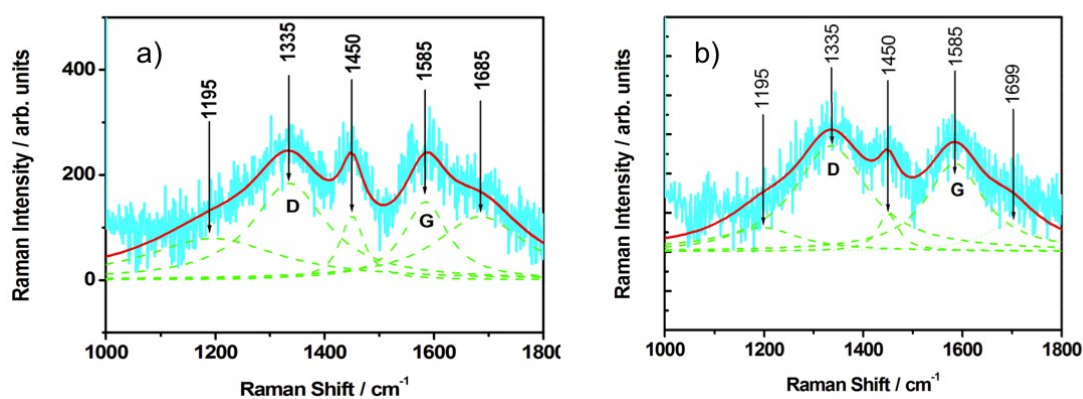 a)
1195
1335
1450
1585
1685
400
200
0
D
G
Raman Intensity / arb. units
1000 1200 1400 1600 1800
Raman Shift / cm-1
b)
1195
1335
1450
1585
1699
D
G
Raman Intensity / arb. units
1000 1200 1400 1600 1800
Raman Shift / cm-1